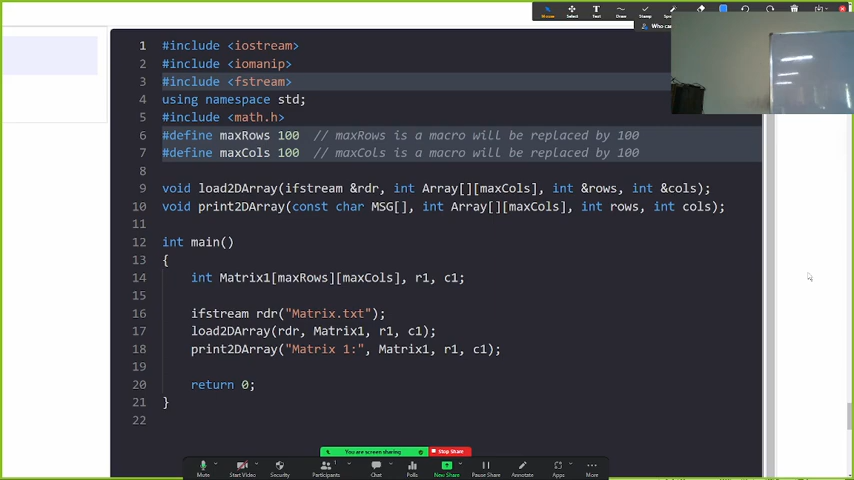 Mouse Select Text Draw Stamp
Who can
1 #include <iostream>
2 #include <iomanip>
3 #include <fstream>
4 using namespace std;
5 #include <math.h>
6 #define maxRows 100 // maxRows is a macro will be replaced by 100
7 #define maxCols 100 // maxCols is a macro will be replaced by 100
8
9 void load2DArray(ifstream &rdr, int Array[][maxCols], int &rows, int &cols);
10 void print2DArray(const char MSG[], int Array[][maxCols], int rows, int cols);
11
12 int main()
13 {
14 int Matrix1[maxRows][maxCols], r1, c1;
15
16 ifstream rdr("Matrix.txt");
17 load2DArray(rdr, Matrix1, r1, c1);
18 print2DArray("Matrix 1:", Matrix1, r1, c1);
19
20 return 0;
21 }
22
You are screen sharing Stop Share
Mute Start Video Security Participants 1 Chat Polls New Share Pause Share Annotate Apps More